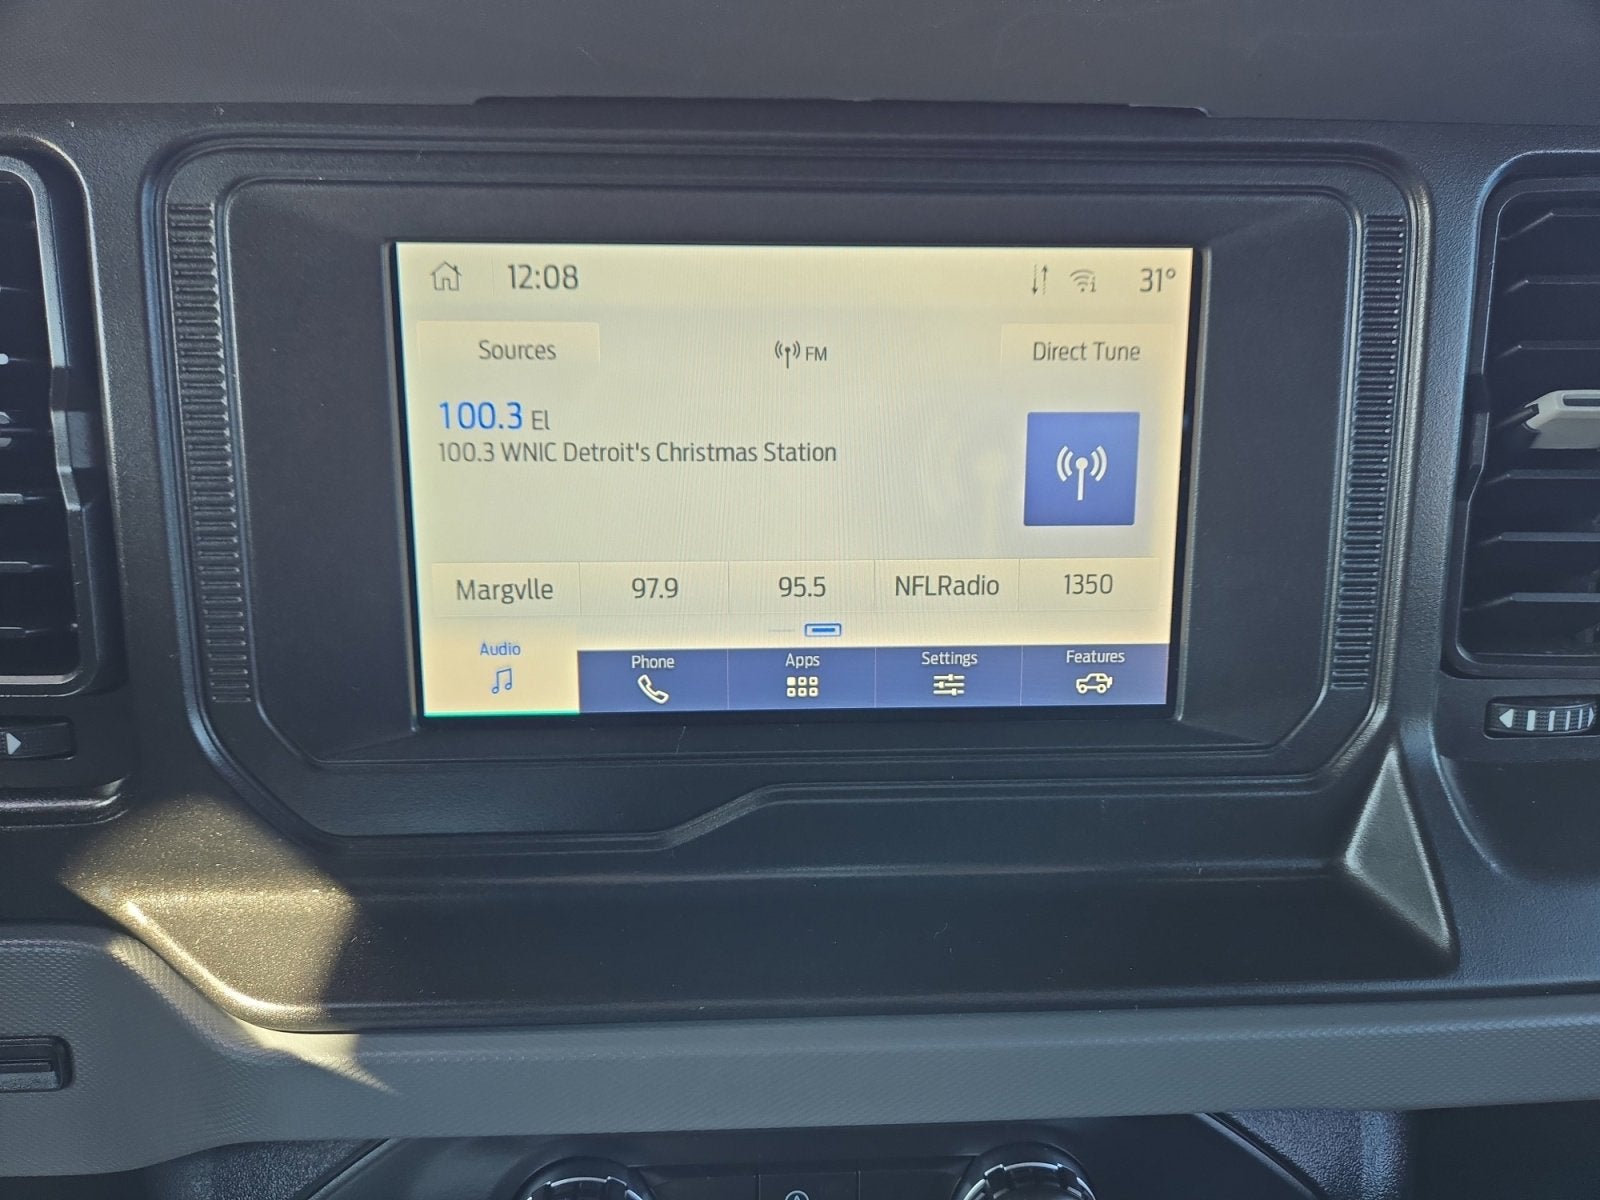 12:08 31°
Sources FM Direct Tune
100.3 El
100.3 WNIC Detroit's Christmas Station
Margvlle 97.9 95.5 NFLRadio 1350
Audio Phone Apps Settings Features